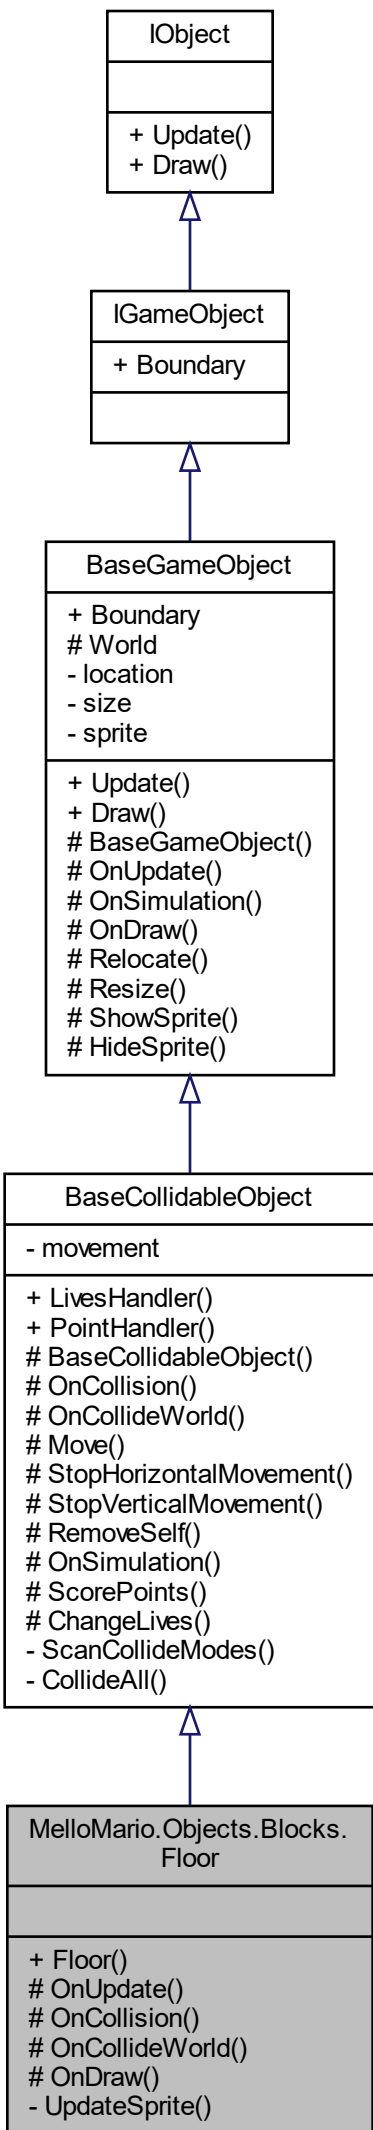 IObject
+ Update()
+ Draw()
IGameObject
+ Boundary
BaseGameObject
+ Boundary
# World
- location
- size
- sprite
+ Update()
+ Draw()
# BaseGameObject()
# OnUpdate()
# OnSimulation()
# OnDraw()
# Relocate()
# Resize()
# ShowSprite()
# HideSprite()
BaseCollidableObject
- movement
+ LivesHandler()
+ PointHandler()
# BaseCollidableObject()
# OnCollision()
# OnCollideWorld()
# Move()
# StopHorizontalMovement()
# StopVerticalMovement()
# RemoveSelf()
# OnSimulation()
# ScorePoints()
# ChangeLives()
- ScanCollideModes()
- CollideAll()
MelloMario.Objects.Blocks.
Floor
+ Floor()
# OnUpdate()
# OnCollision()
# OnCollideWorld()
# OnDraw()
- UpdateSprite()